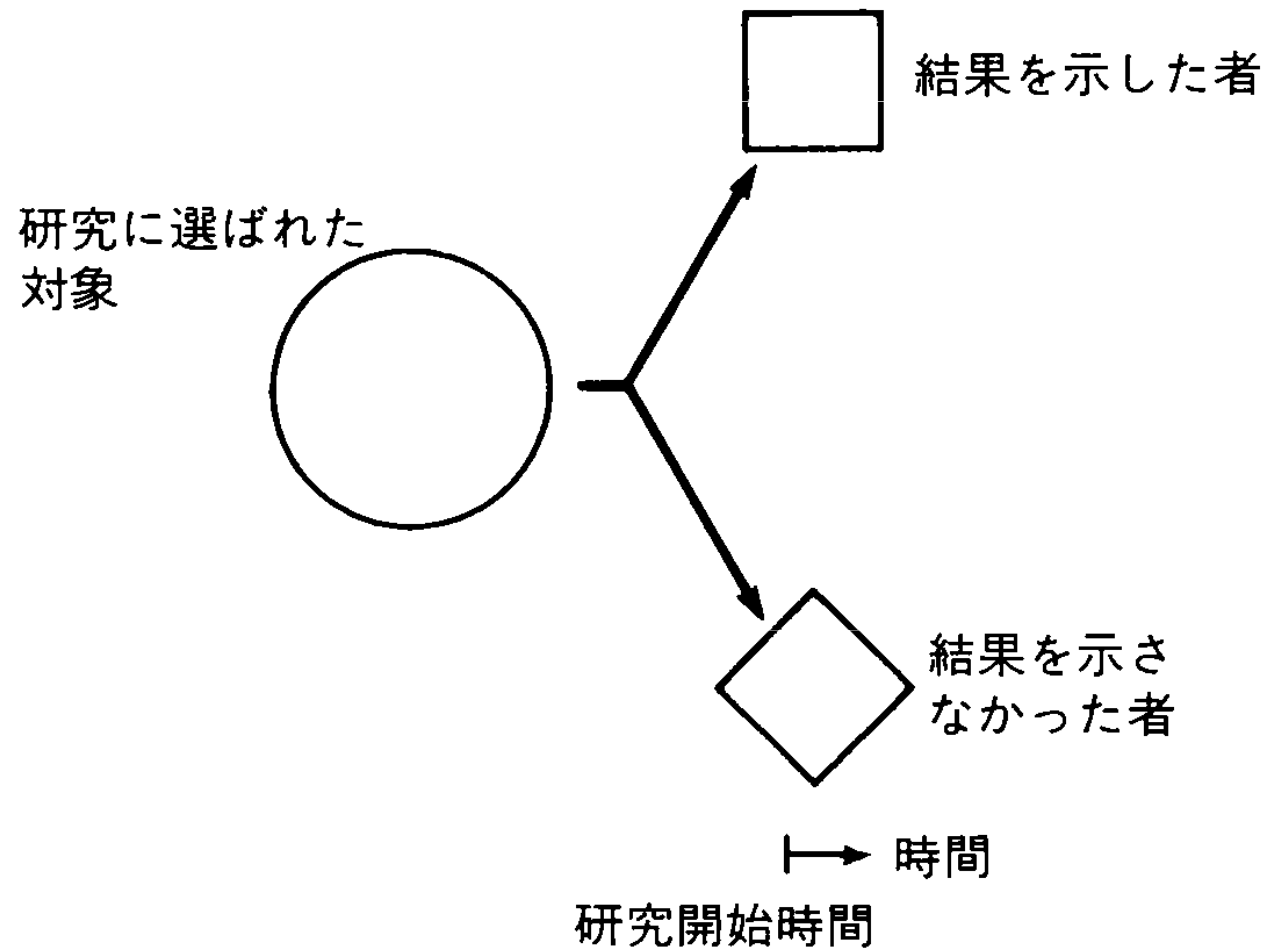 結果を示した者
研究に選ばれた
対象
結果を示さ
なかった者
時間
研究開始時間